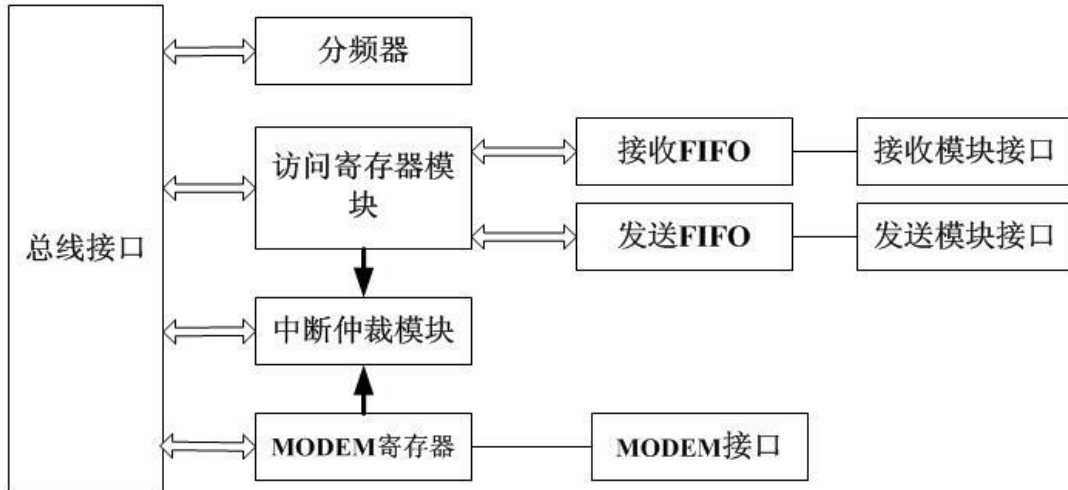 总线接口
分频器
访问寄存器模
块
接收FIFO
接收模块接口
发送FIFO
发送模块接口
中断仲裁模块
MODEM寄存器
MODEM接口